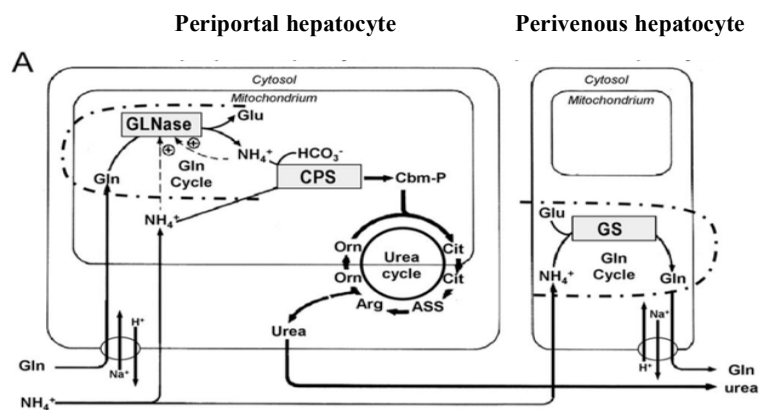 Periportal hepatocyte Perivenous hepatocyte
A
Cytosol
Mitochondrium
GLNase
Glu
⊕ ⊕
NH₄⁺
HCO₃⁻
Gln
Cycle
Gln
CPS
Cbm-P
NH₄⁺
Orn
Cit
Urea
cycle
Orn
Cit
Arg
ASS
Urea
H⁺
Na⁺
Gln
NH₄⁺
Cytosol
Mitochondrium
Glu
GS
Gln
Cycle
NH₄⁺
Gln
Na⁺
H⁺
Gln
urea